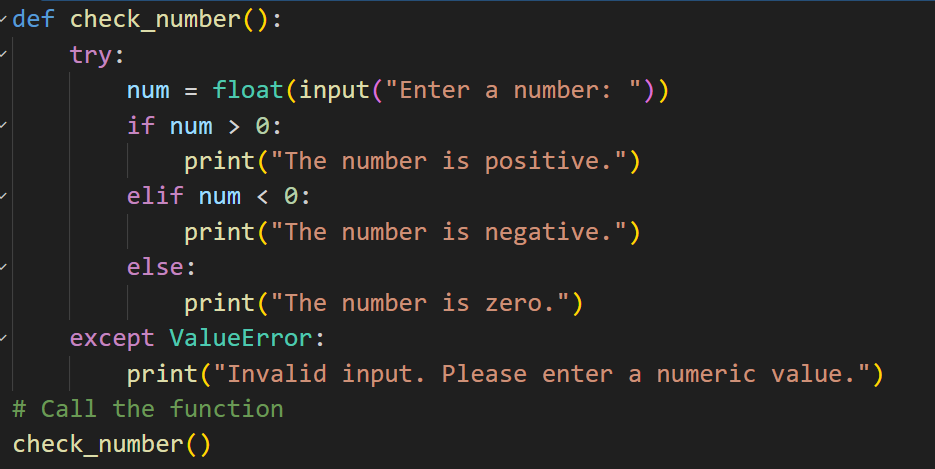 def check_number():
    try:
        num = float(input("Enter a number: "))
        if num > 0:
            print("The number is positive.")
        elif num < 0:
            print("The number is negative.")
        else:
            print("The number is zero.")
    except ValueError:
        print("Invalid input. Please enter a numeric value.")
# Call the function
check_number()